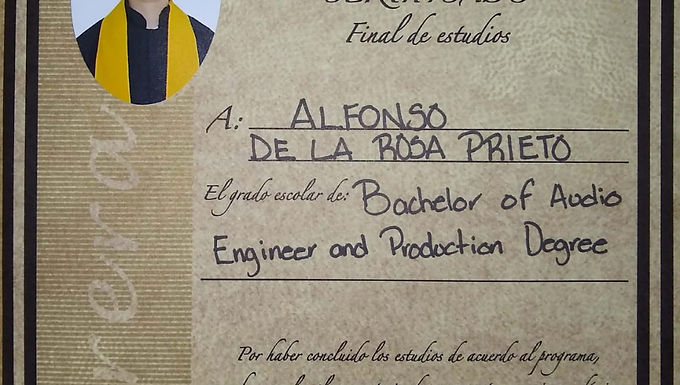 Final de estudios
A: ALFONSO
DE LA ROSA PRIETO
El grado escolar de: Bachelor of Audio
Engineer and Production Degree
Por haber concluido los estudios de acuerdo al programa,